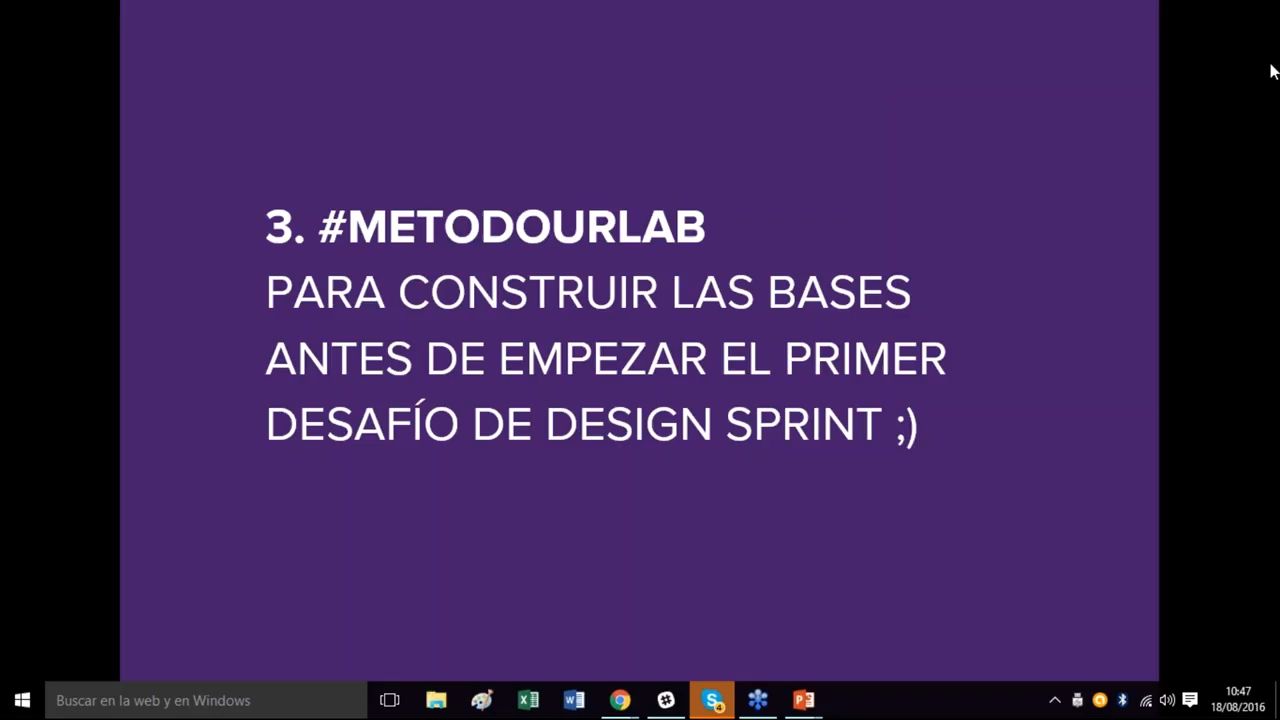 3. #METODOURLAB
PARA CONSTRUIR LAS BASES
ANTES DE EMPEZAR EL PRIMER
DESAFÍO DE DESIGN SPRINT ;)
Buscar en la web y en Windows
4
10:47
18/08/2016